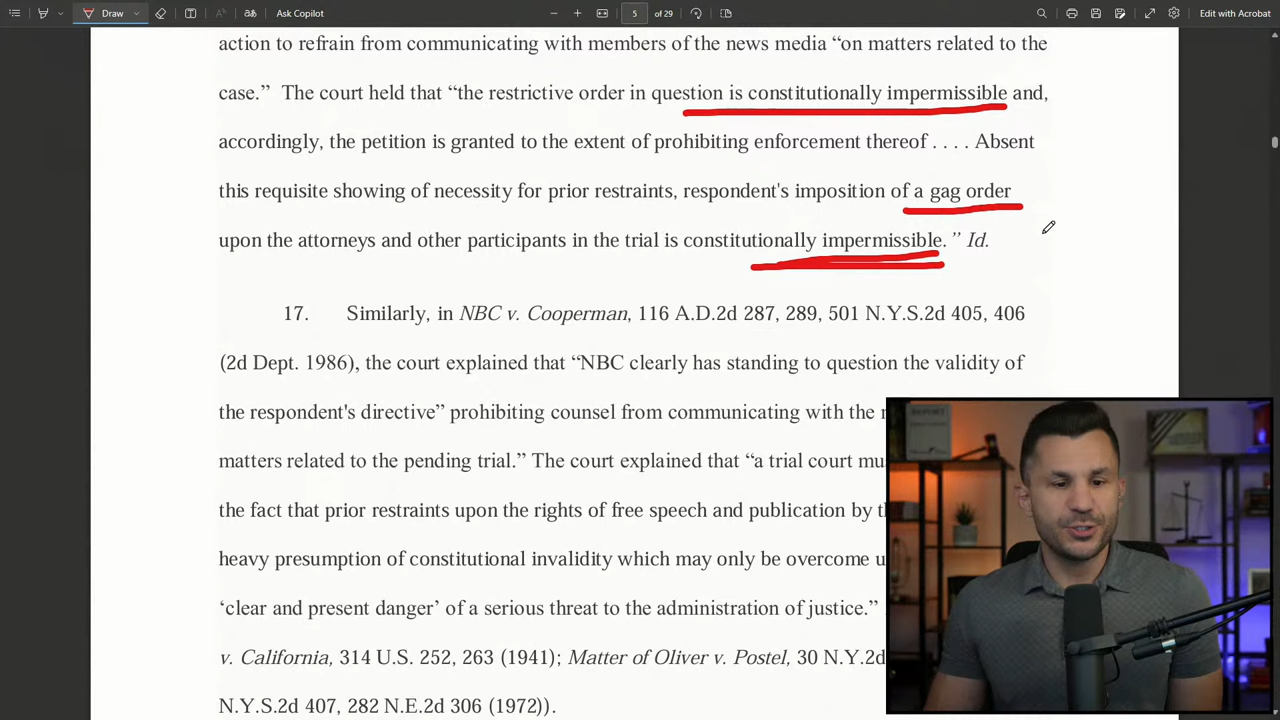 Draw
Ask Copilot
5 of 29
Edit with Acrobat
action to refrain from communicating with members of the news media “on matters related to the
case.” The court held that “the restrictive order in question is constitutionally impermissible and,
accordingly, the petition is granted to the extent of prohibiting enforcement thereof . . . . Absent
this requisite showing of necessity for prior restraints, respondent's imposition of a gag order
upon the attorneys and other participants in the trial is constitutionally impermissible.” Id.
17. Similarly, in NBC v. Cooperman, 116 A.D.2d 287, 289, 501 N.Y.S.2d 405, 406
(2d Dept. 1986), the court explained that “NBC clearly has standing to question the validity of
the respondent's directive” prohibiting counsel from communicating with the
matters related to the pending trial.” The court explained that “a trial court
the fact that prior restraints upon the rights of free speech and publication by
heavy presumption of constitutional invalidity which may only be overcome
‘clear and present danger’ of a serious threat to the administration of justice.”
v. California, 314 U.S. 252, 263 (1941); Matter of Oliver v. Postel, 30 N.Y.2d
N.Y.S.2d 407, 282 N.E.2d 306 (1972)).